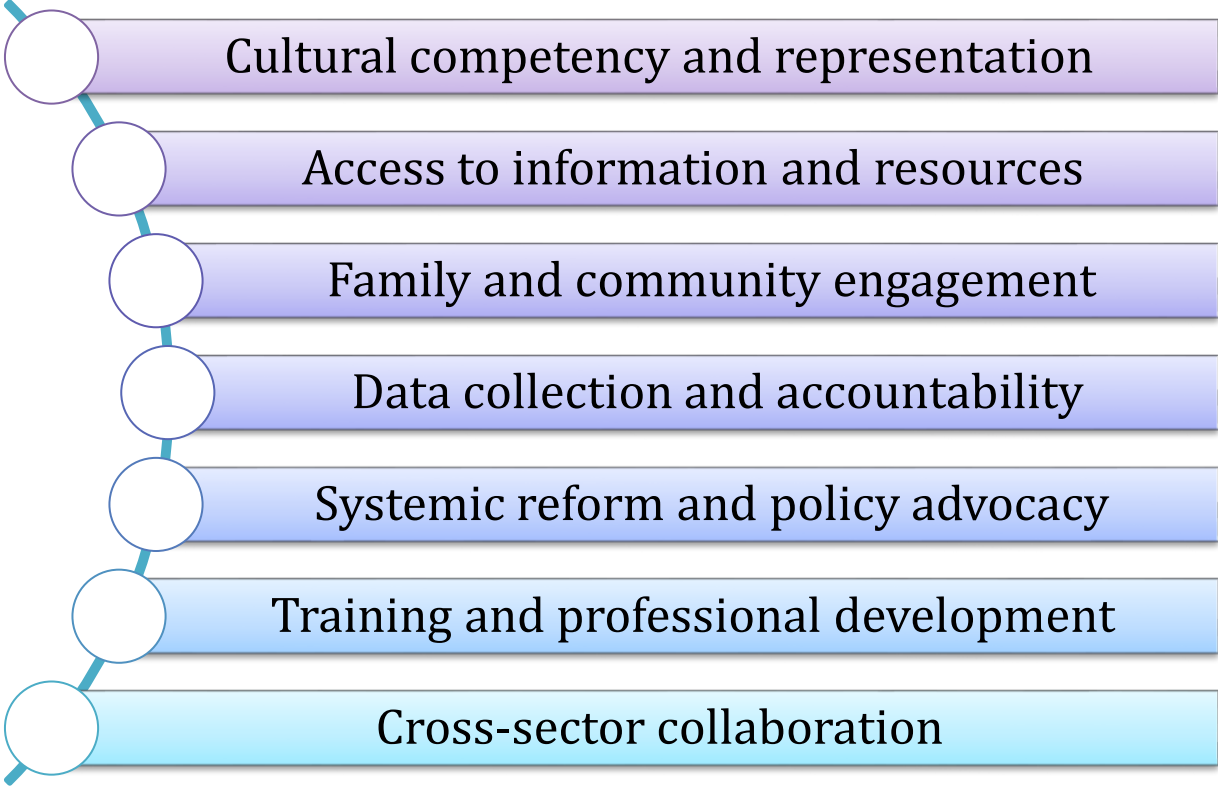 Cultural competency and representation
Access to information and resources
Family and community engagement
Data collection and accountability
Systemic reform and policy advocacy
Training and professional development
Cross-sector collaboration